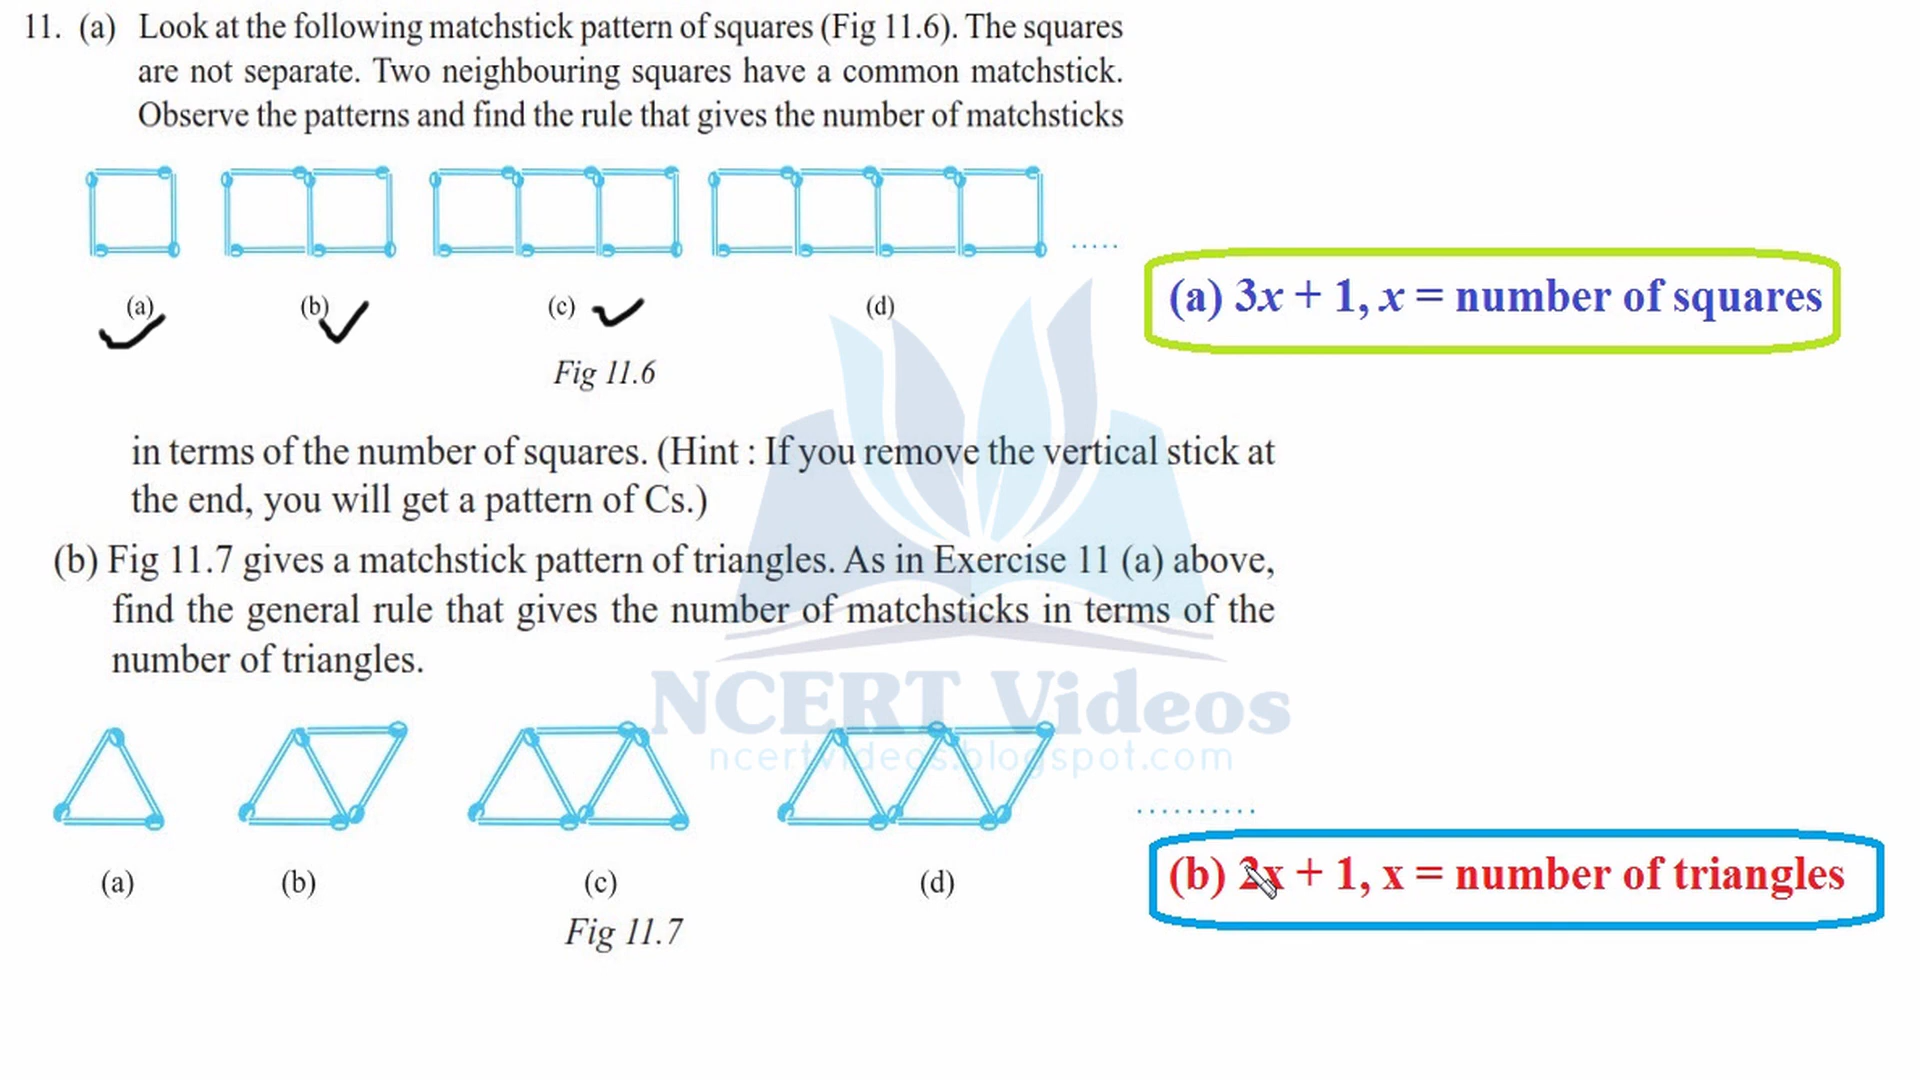 11. (a) Look at the following matchstick pattern of squares (Fig 11.6). The squares
are not separate. Two neighbouring squares have a common matchstick.
Observe the patterns and find the rule that gives the number of matchsticks
.....
(a) (b) (c) (d)
(a) 3x + 1, x = number of squares
Fig 11.6
in terms of the number of squares. (Hint : If you remove the vertical stick at
the end, you will get a pattern of Cs.)
(b) Fig 11.7 gives a matchstick pattern of triangles. As in Exercise 11 (a) above,
find the general rule that gives the number of matchsticks in terms of the
number of triangles.
NCERT Videos
ncertvideos.blogspot.com
..........
(a) (b) (c) (d)
(b) 2x + 1, x = number of triangles
Fig 11.7